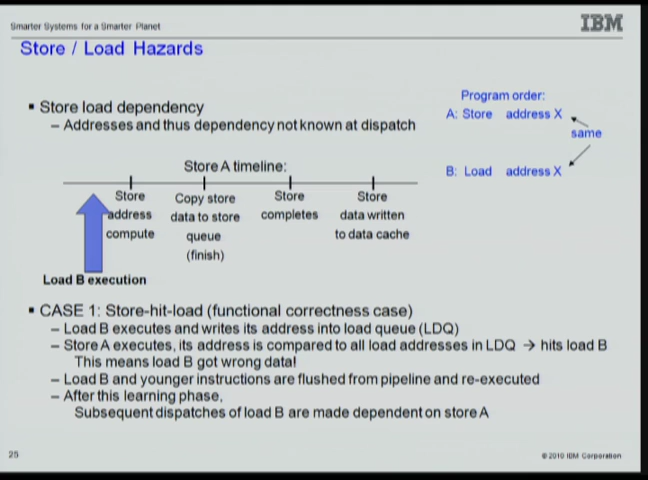 Smarter Systems for a Smarter Planet
IBM
Store / Load Hazards
Program order:
A: Store address X
same
B: Load address X
▪ Store load dependency
– Addresses and thus dependency not known at dispatch
Store A timeline:
Store address compute
Copy store data to store queue (finish)
Store completes
Store data written to data cache
Load B execution
▪ CASE 1: Store-hit-load (functional correctness case)
– Load B executes and writes its address into load queue (LDQ)
– Store A executes, its address is compared to all load addresses in LDQ → hits load B
This means load B got wrong data!
– Load B and younger instructions are flushed from pipeline and re-executed
– After this learning phase,
Subsequent dispatches of load B are made dependent on store A
25
© 2010 IBM Corporation